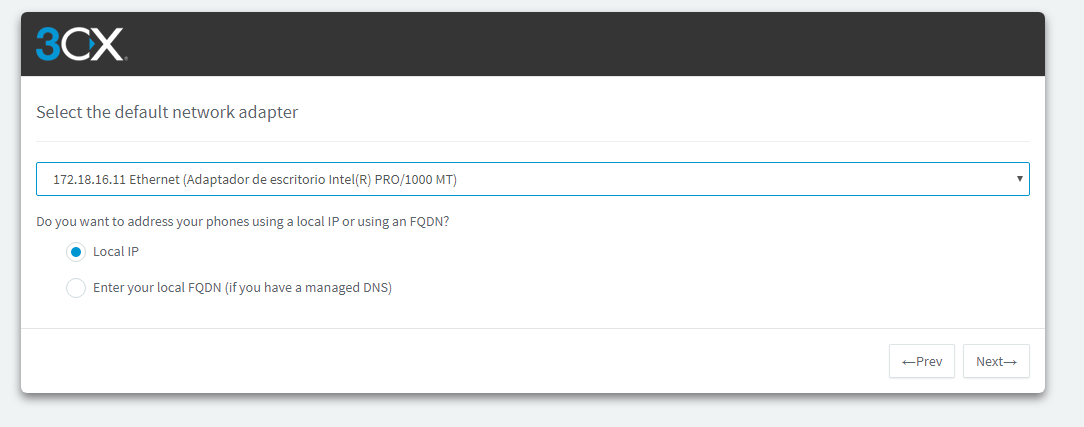 3CX
Select the default network adapter
172.18.16.11 Ethernet (Adaptador de escritorio Intel(R) PRO/1000 MT)
Do you want to address your phones using a local IP or using an FQDN?
Local IP
Enter your local FQDN (if you have a managed DNS)
←Prev Next→